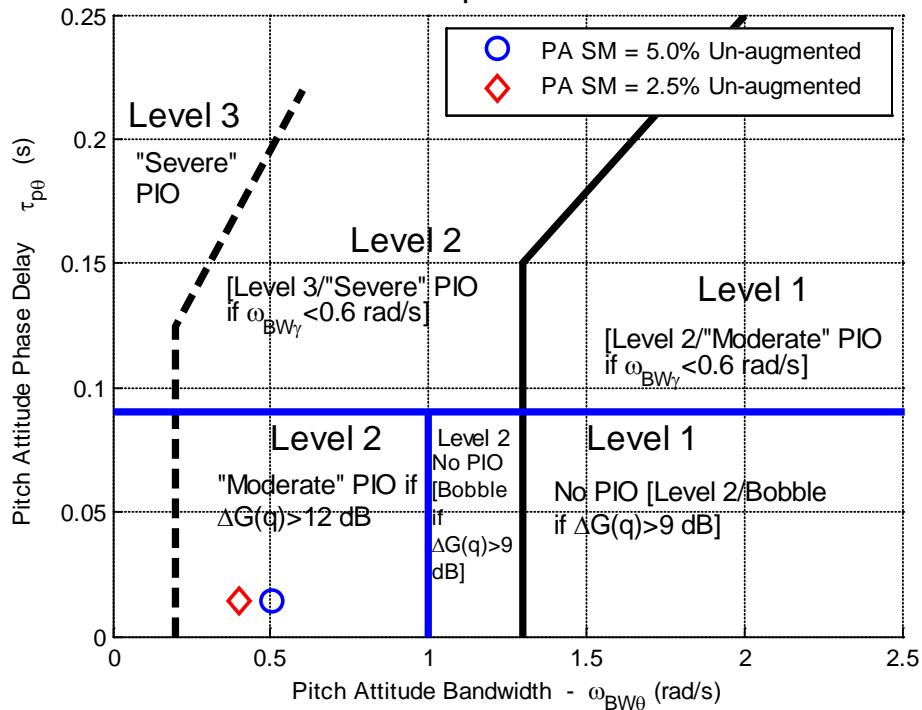 0.25
0.2
0.15
0.1
0.05
0
0
0.5
1
1.5
2
2.5
Pitch Attitude Phase Delay τpθ (s)
Pitch Attitude Bandwidth - ωBWθ (rad/s)
PA SM = 5.0% Un-augmented
PA SM = 2.5% Un-augmented
Level 3
"Severe"
PIO
Level 2
[Level 3/"Severe" PIO
if ωBWγ<0.6 rad/s]
Level 1
[Level 2/"Moderate" PIO
if ωBWγ<0.6 rad/s]
Level 2
"Moderate" PIO if
ΔG(q)>12 dB
Level 2
No PIO
[Bobble
if
ΔG(q)>9
dB]
Level 1
No PIO [Level 2/Bobble
if ΔG(q)>9 dB]